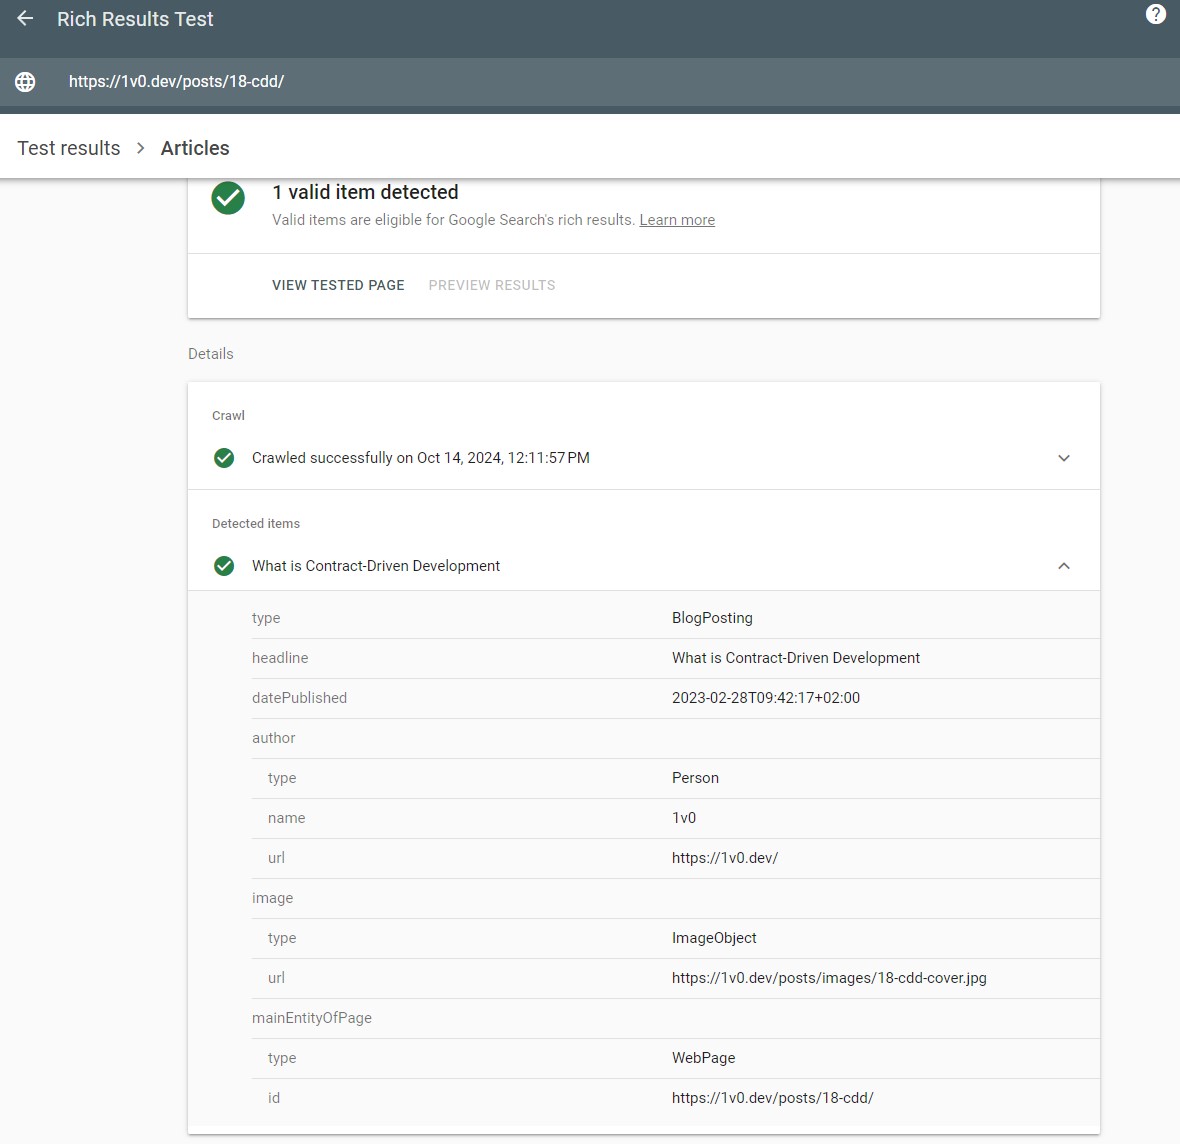 Rich Results Test
?
https://1v0.dev/posts/18-cdd/
Test results > Articles
1 valid item detected
Valid items are eligible for Google Search's rich results. Learn more
VIEW TESTED PAGE PREVIEW RESULTS
Details
Crawl
Crawled successfully on Oct 14, 2024, 12:11:57 PM
Detected items
What is Contract-Driven Development
type BlogPosting
headline What is Contract-Driven Development
datePublished 2023-02-28T09:42:17+02:00
author
type Person
name 1v0
url https://1v0.dev/
image
type ImageObject
url https://1v0.dev/posts/images/18-cdd-cover.jpg
mainEntityOfPage
type WebPage
id https://1v0.dev/posts/18-cdd/